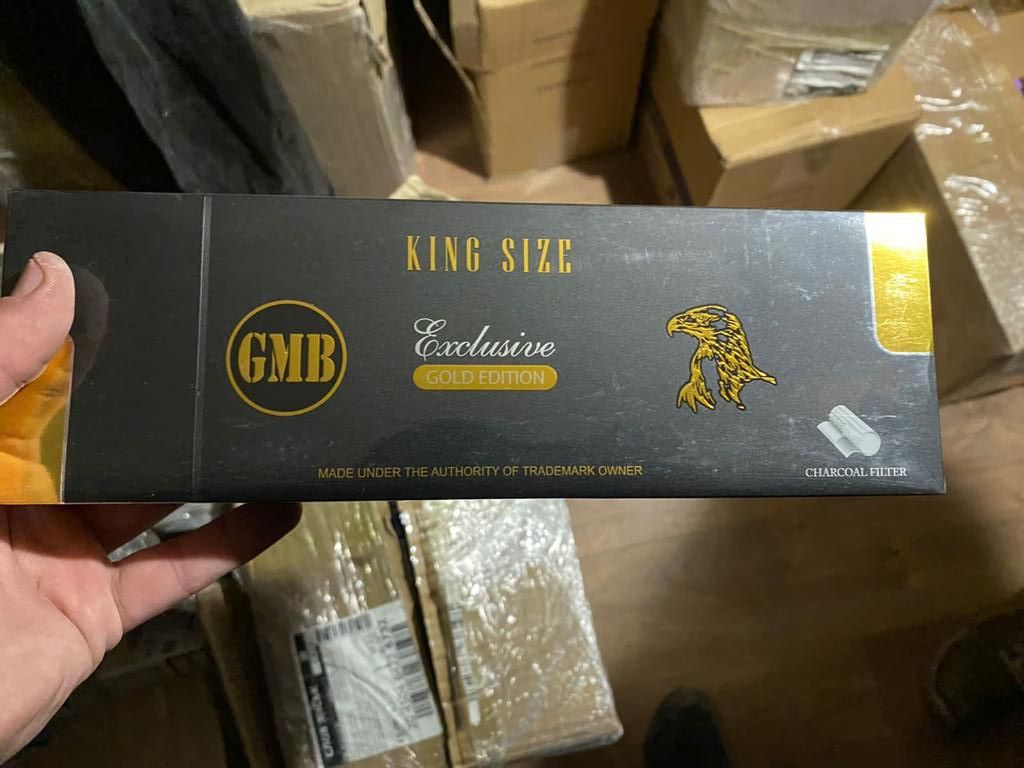 KING SIZE
GMB
Exclusive
GOLD EDITION
MADE UNDER THE AUTHORITY OF TRADEMARK OWNER
CHARCOAL FILTER